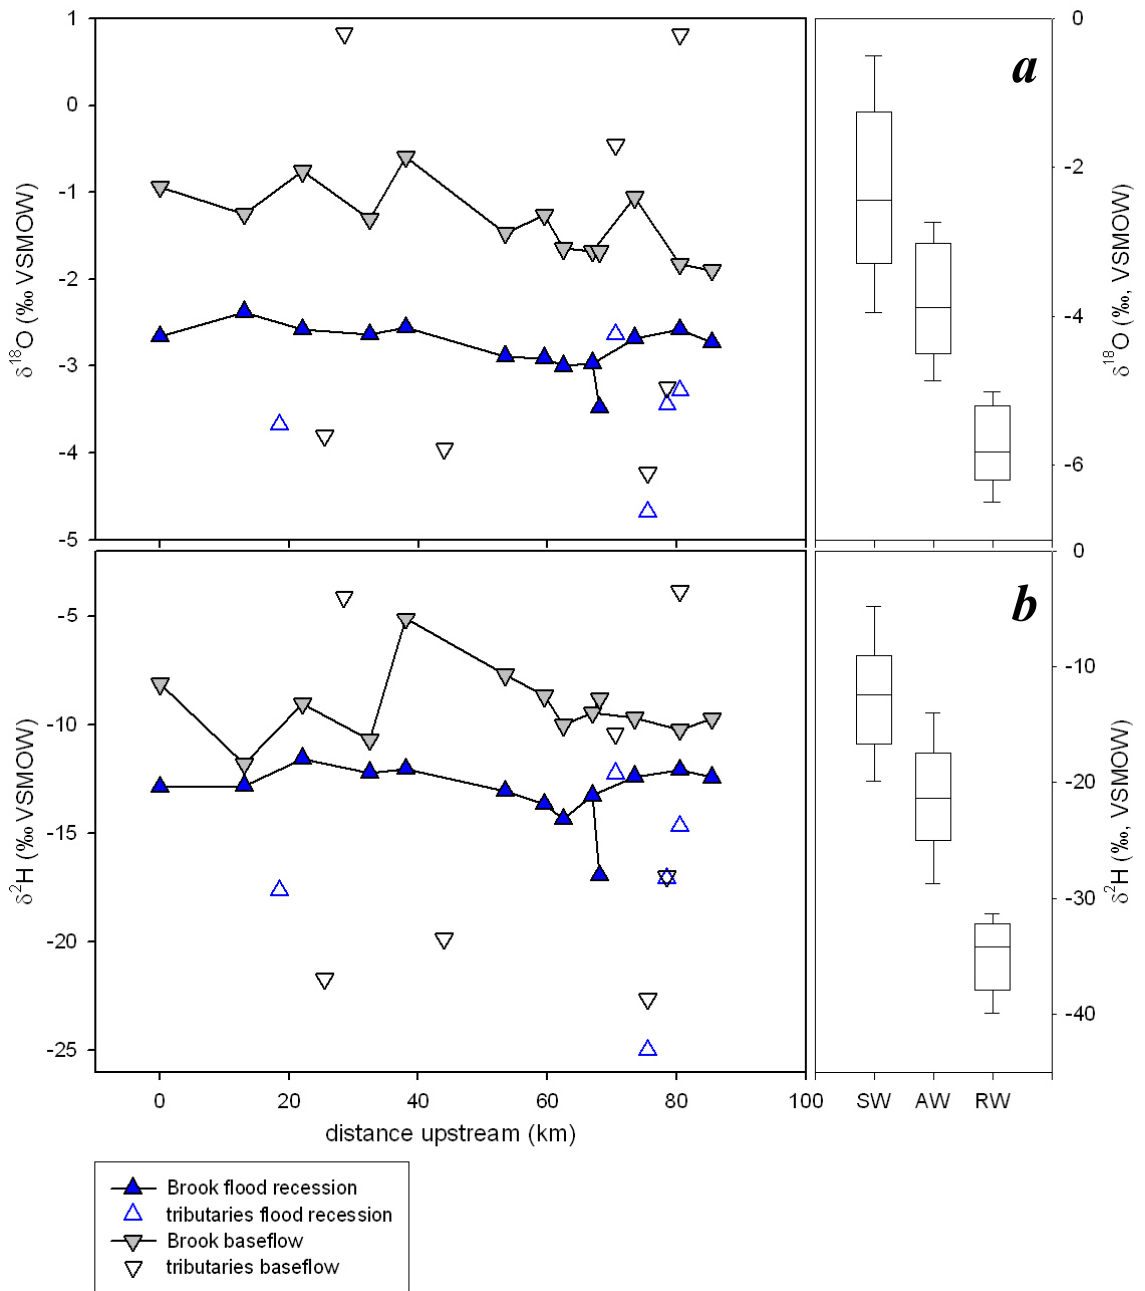 1
0
-1
-2
-3
-4
-5
δ18O (‰ VSMOW)
a
0
-2
-4
-6
δ18O (‰, VSMOW)
-5
-10
-15
-20
-25
δ2H (‰ VSMOW)
b
0
-10
-20
-30
-40
δ2H (‰, VSMOW)
0 20 40 60 80 100
SW AW RW
distance upstream (km)
Brook flood recession
tributaries flood recession
Brook baseflow
tributaries baseflow